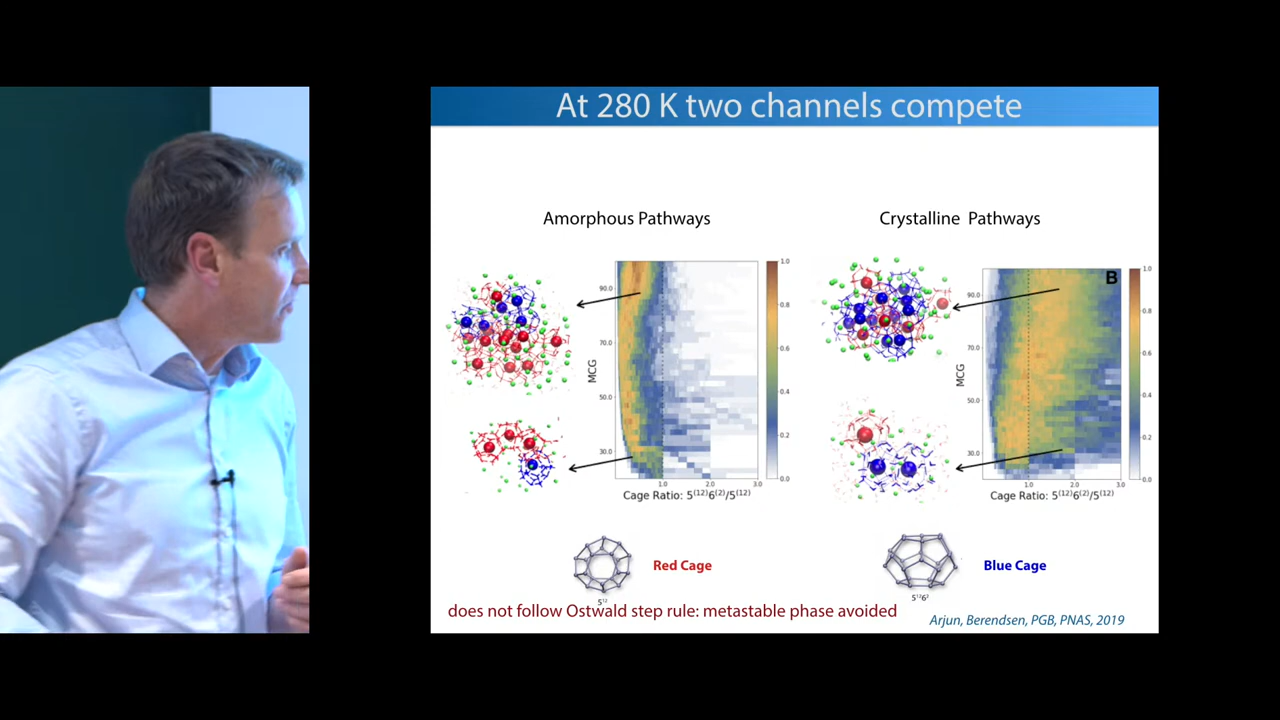 At 280 K two channels compete
Amorphous Pathways
Crystalline Pathways
MCG
90.0
70.0
50.0
30.0
1.0
2.0
3.0
Cage Ratio: 5⁽¹²⁾6⁽²⁾/5⁽¹²⁾
1.0
0.8
0.6
0.4
0.2
0.0
B
MCG
90.0
70.0
50.0
30.0
1.0
2.0
3.0
Cage Ratio: 5⁽¹²⁾6⁽²⁾/5⁽¹²⁾
1.0
0.8
0.6
0.4
0.2
0.0
5¹²
Red Cage
5¹²6²
Blue Cage
does not follow Ostwald step rule: metastable phase avoided
Arjun, Berendsen, PGB, PNAS, 2019